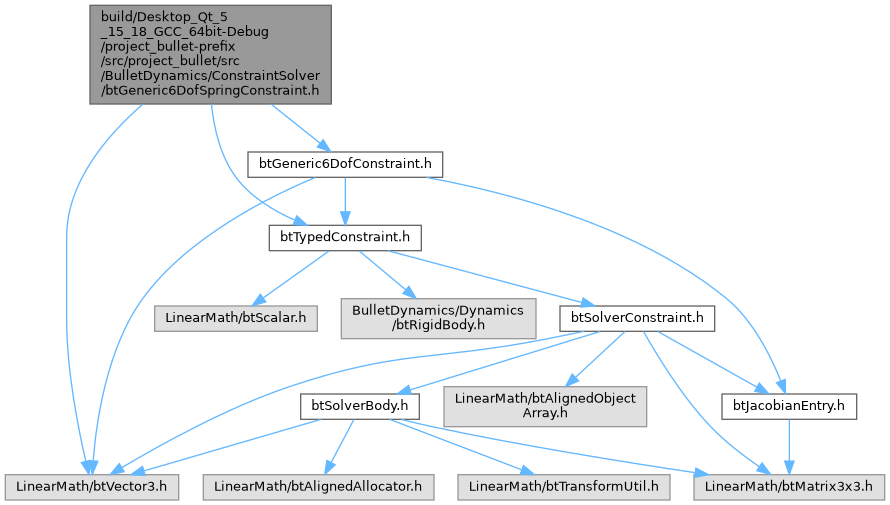 build/Desktop_Qt_5
_15_18_GCC_64bit-Debug
/project_bullet-prefix
/src/project_bullet/src
/BulletDynamics/ConstraintSolver
/btGeneric6DofSpringConstraint.h
btGeneric6DofConstraint.h
btTypedConstraint.h
LinearMath/btScalar.h
BulletDynamics/Dynamics
/btRigidBody.h
btSolverConstraint.h
btSolverBody.h
LinearMath/btAlignedObject
Array.h
btJacobianEntry.h
LinearMath/btVector3.h
LinearMath/btAlignedAllocator.h
LinearMath/btTransformUtil.h
LinearMath/btMatrix3x3.h